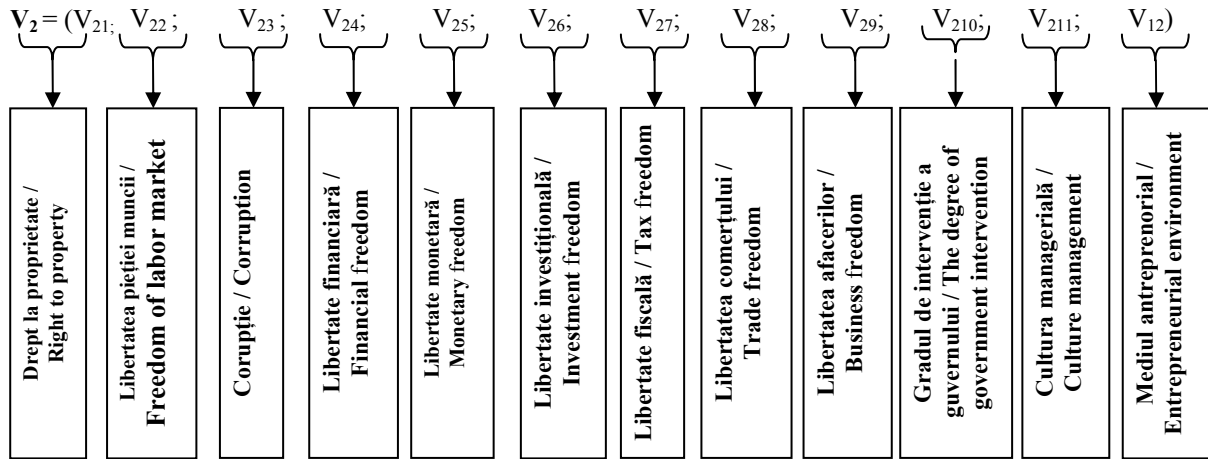 V₂ = (V₂₁; V₂₂ ; V₂₃ ; V₂₄; V₂₅; V₂₆; V₂₇; V₂₈; V₂₉; V₂₁₀; V₂₁₁; V₁₂)
Drept la proprietate /
Right to property
Libertatea pieții muncii /
Freedom of labor market
Corupție / Corruption
Libertate financiară /
Financial freedom
Libertate monetară /
Monetary freedom
Libertate investițională /
Investment freedom
Libertate fiscală / Tax freedom
Libertatea comerțului /
Trade freedom
Libertatea afacerilor /
Business freedom
Gradul de intervenție a
guvernului / The degree of
government intervention
Cultura managerială /
Culture management
Mediul antreprenorial /
Entrepreneurial environment